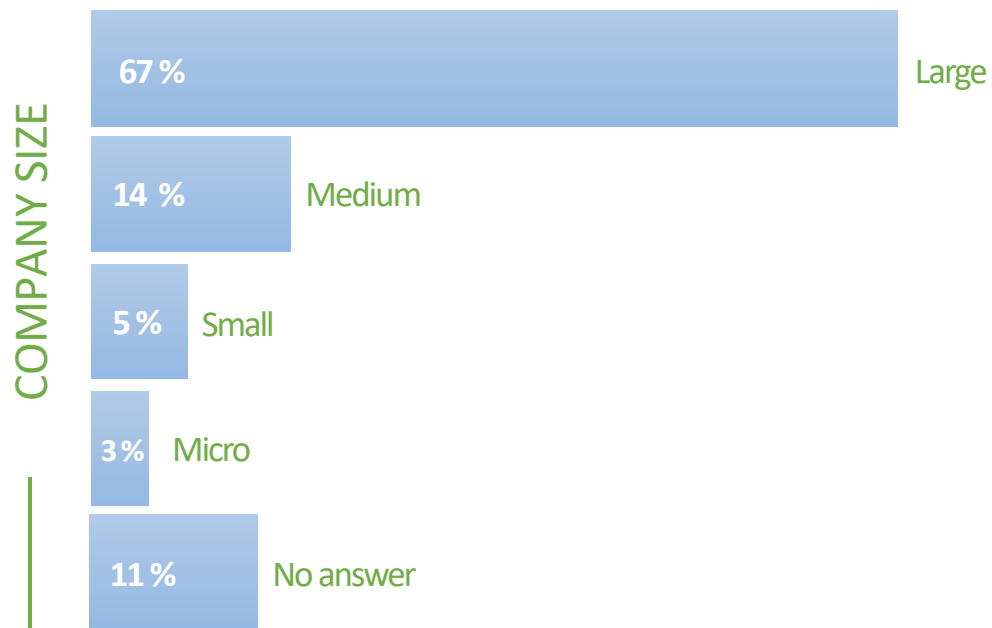 COMPANY SIZE
67 % Large
14 % Medium
5 % Small
3 % Micro
11 % No answer